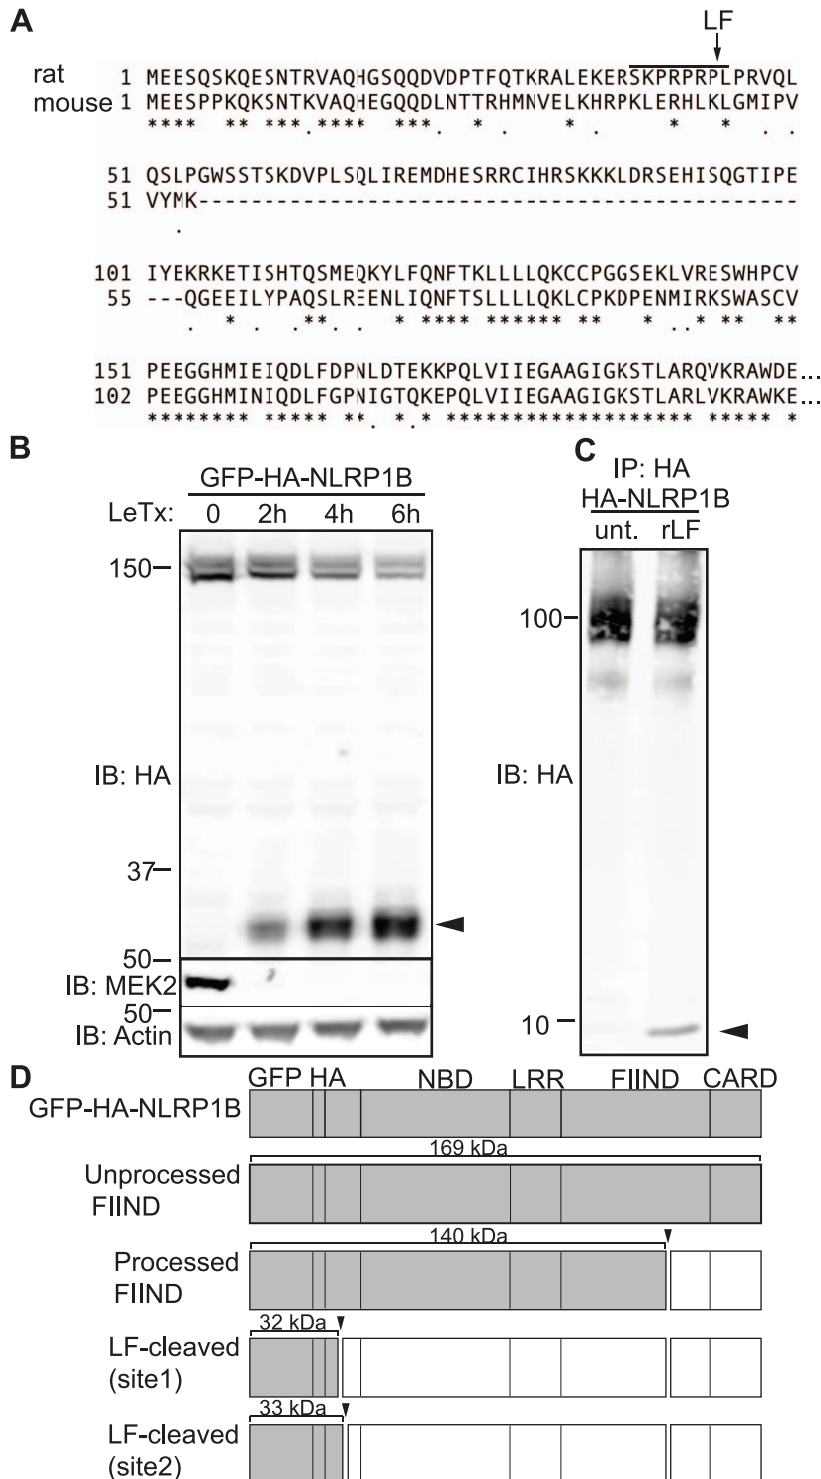 A
LF
rat 1 MEESQSKQESNTRVAQHGSQQDVDPTFQTKRALEKERSKPRPRPLPRVQL
mouse 1 MEESPPKQKSNTKVAQHEGQQDLNTTRHMNVELKHRPKLERHLKLGMIPV
51 QSLPGWSSTSKDVPLSQLIREMDHESRRCIHRSKKKLDRSEHISQGTIPE
51 VYMK----------------------------------------------
101 IYEKRKETISHTQSMEQKYLFQNFTKLLLLQKCCPGGSEKLVRESWHPCV
55 ---QGEEILYPAQSLREENLIQNFTSLLLLQKLCPKDPENMIRKSWASCV
151 PEEGGHMIEIQDLFDPNLDTEKKPQLVIIEGAAGIGKSTLARQVKRAWDE...
102 PEEGGHMINIQDLFGPNIGTQKEPQLVIIEGAAGIGKSTLARLVKRAWKE...
B
GFP-HA-NLRP1B
LeTx: 0 2h 4h 6h
150
IB: HA
37
50
IB: MEK2
50
IB: Actin
C
IP: HA
HA-NLRP1B
unt. rLF
100
IB: HA
10
D
GFP HA NBD LRR FIIND CARD
GFP-HA-NLRP1B
169 kDa
Unprocessed
FIIND
140 kDa
Processed
FIIND
32 kDa
LF-cleaved
(site1)
33 kDa
LF-cleaved
(site2)